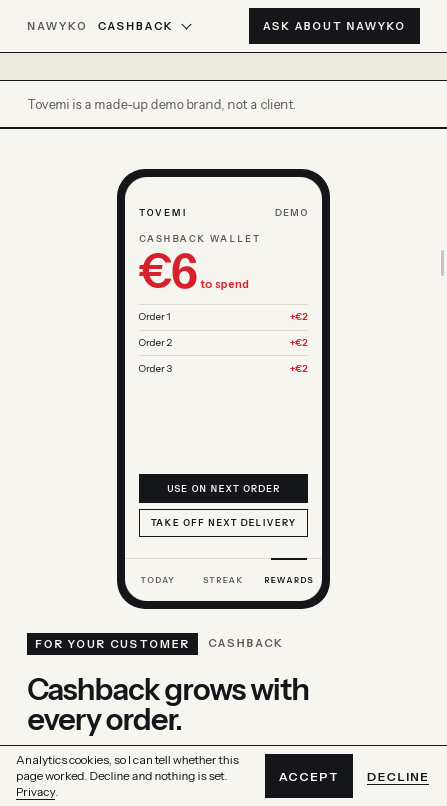 NAWYKO CASHBACK ASK ABOUT NAWYKO
Tovemi is a made-up demo brand, not a client.
TOVEMI DEMO
CASHBACK WALLET
€6 to spend
Order 1 +€2
Order 2 +€2
Order 3 +€2
USE ON NEXT ORDER
TAKE OFF NEXT DELIVERY
TODAY STREAK REWARDS
FOR YOUR CUSTOMER CASHBACK
Cashback grows with
every order.
Analytics cookies, so I can tell whether this
page worked. Decline and nothing is set.
Privacy.
ACCEPT DECLINE